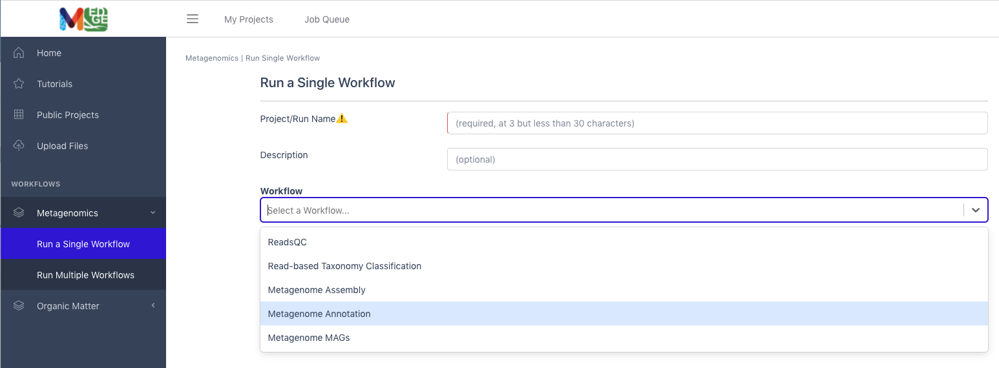 M EDGE
My Projects Job Queue
Home
Tutorials
Public Projects
Upload Files
WORKFLOWS
Metagenomics
Run a Single Workflow
Run Multiple Workflows
Organic Matter
Metagenomics | Run Single Workflow
Run a Single Workflow
Project/Run Name
(required, at 3 but less than 30 characters)
Description
(optional)
Workflow
Select a Workflow...
ReadsQC
Read-based Taxonomy Classification
Metagenome Assembly
Metagenome Annotation
Metagenome MAGs